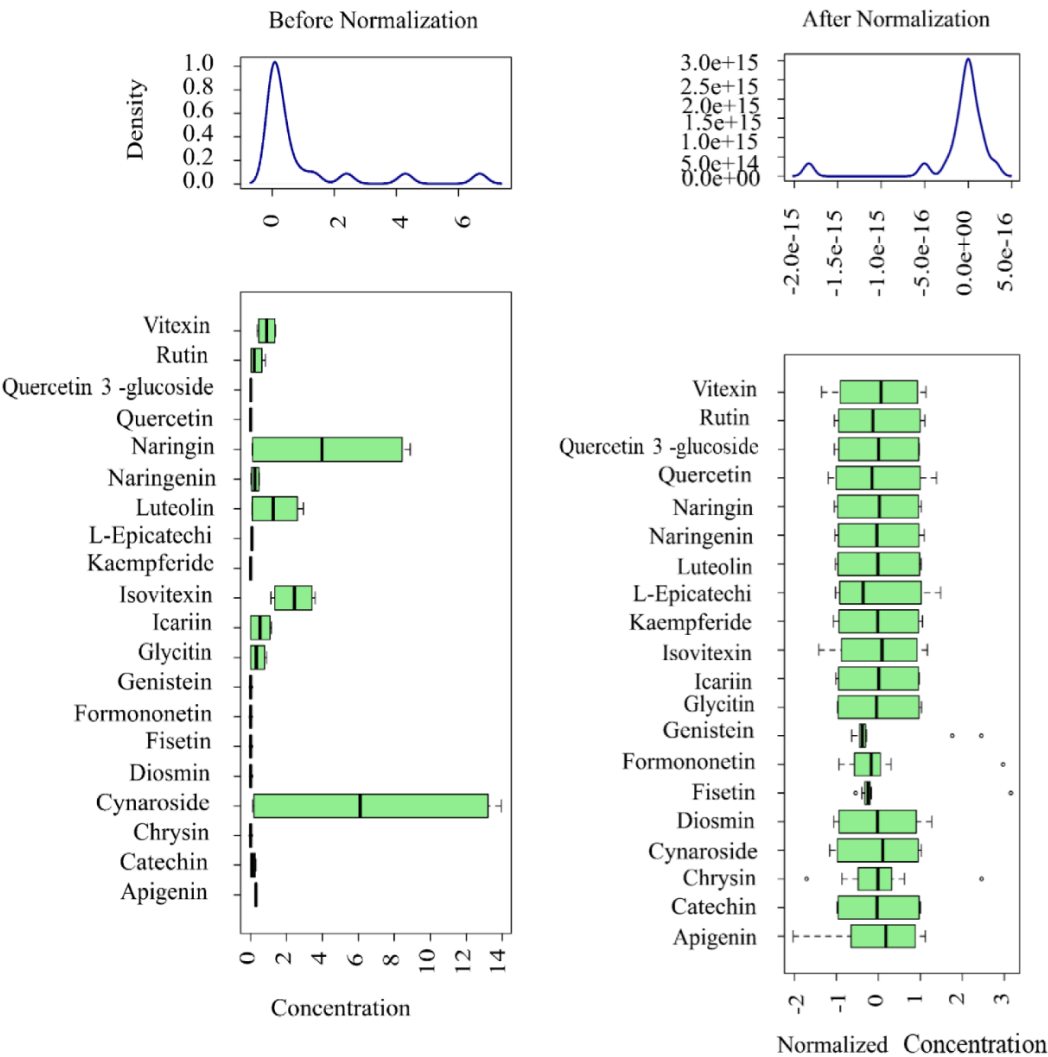 Before Normalization
Density
1.0
0.8
0.6
0.4
0.2
0.0
0
2
4
6
Vitexin
Rutin
Quercetin 3 -glucoside
Quercetin
Naringin
Naringenin
Luteolin
L-Epicatechi
Kaempferide
Isovitexin
Icariin
Glycitin
Genistein
Formononetin
Fisetin
Diosmin
Cynaroside
Chrysin
Catechin
Apigenin
0
2
4
6
8
10
12
14
Concentration
After Normalization
3.0e+15
2.5e+15
2.0e+15
1.5e+15
1.0e+15
5.0e+14
0.0e+00
-2.0e-15
-1.5e-15
-1.0e-15
-5.0e-16
0.0e+00
5.0e-16
Vitexin
Rutin
Quercetin 3 -glucoside
Quercetin
Naringin
Naringenin
Luteolin
L-Epicatechi
Kaempferide
Isovitexin
Icariin
Glycitin
Genistein
Formononetin
Fisetin
Diosmin
Cynaroside
Chrysin
Catechin
Apigenin
-2
-1
0
1
2
3
Normalized Concentration